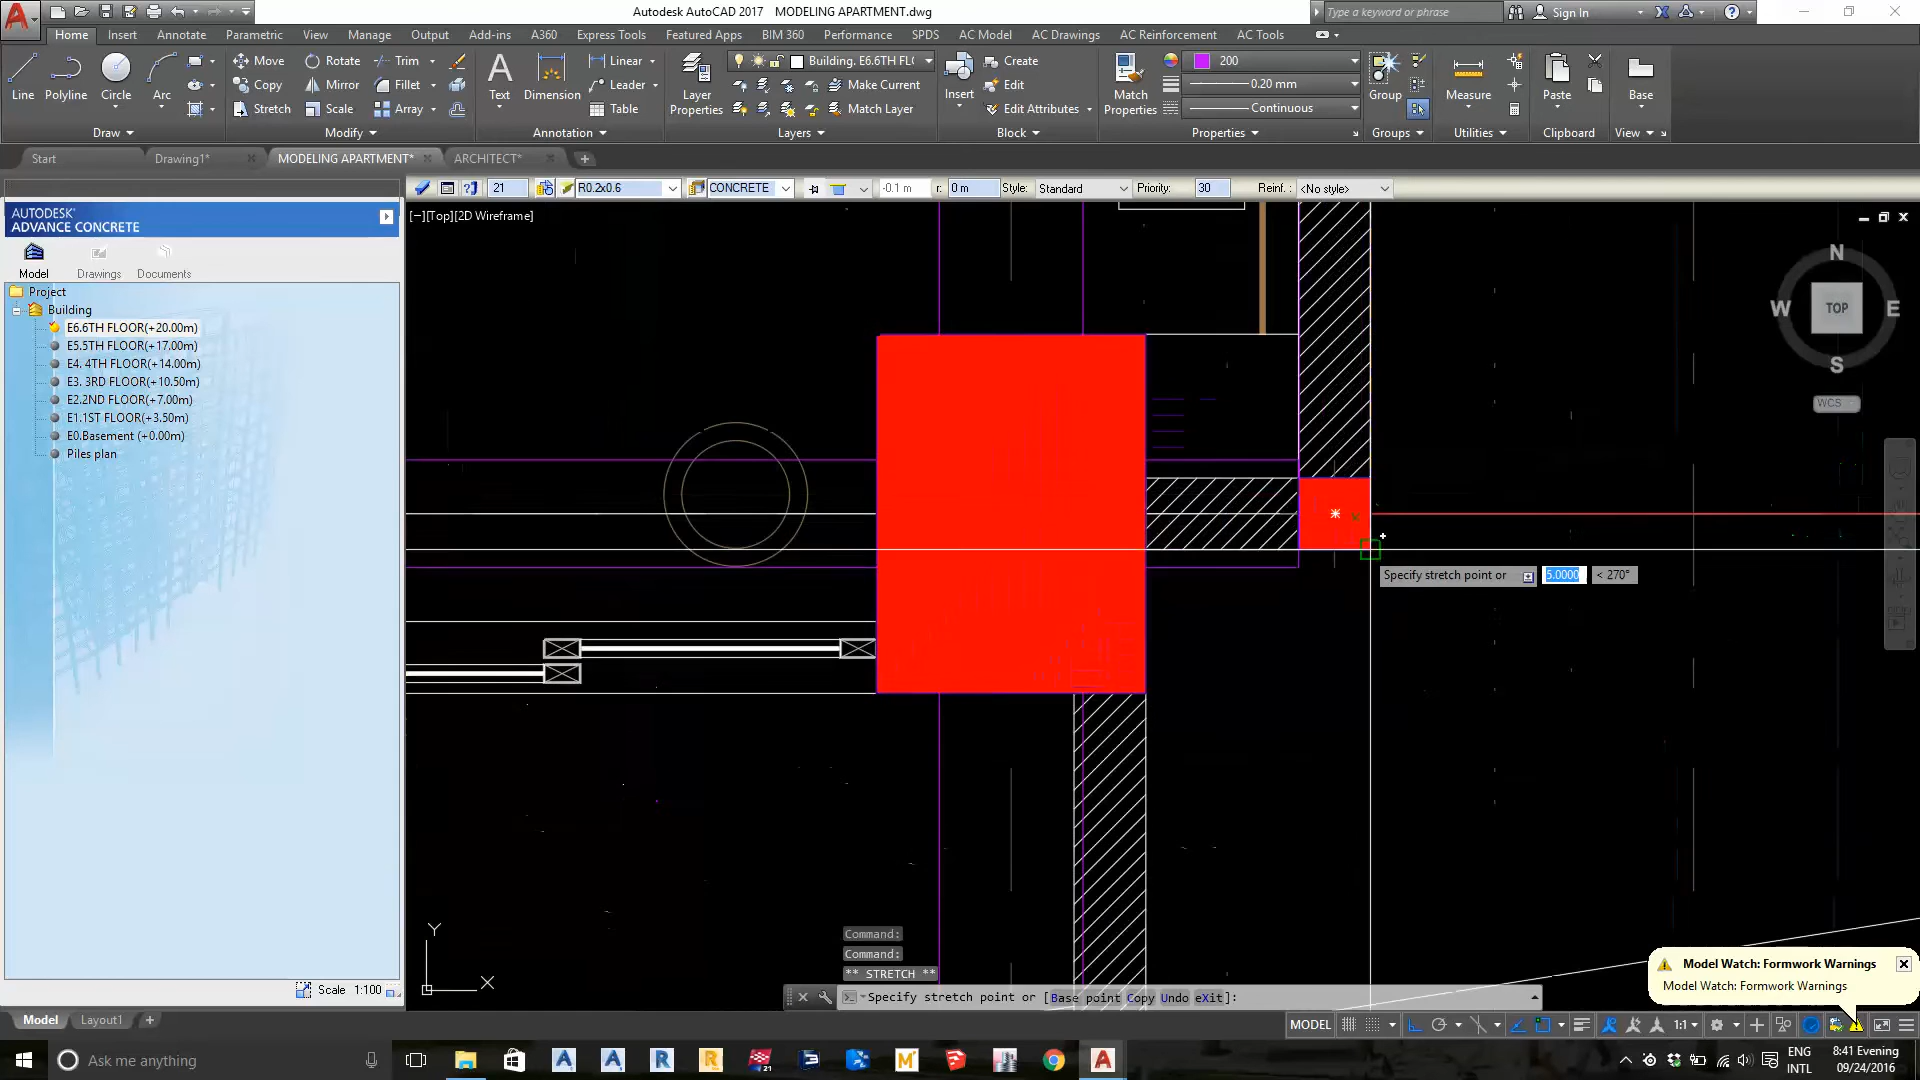 Autodesk AutoCAD 2017 MODELING APARTMENT.dwg
Type a keyword or phrase
Sign In
Home Insert Annotate Parametric View Manage Output Add-ins A360 Express Tools Featured Apps BIM 360 Performance SPDS AC Model AC Drawings AC Reinforcement AC Tools
Line Polyline Circle Arc
Move Rotate Trim
Copy Mirror Fillet
Stretch Scale Array
Text Dimension
Linear
Leader
Table
Layer Properties
Building. E6.6TH FL
Make Current
Match Layer
Insert
Create
Edit
Edit Attributes
Match Properties
200
0.20 mm
Continuous
Group Measure Paste Base
Draw Modify Annotation Layers Block Properties Groups Utilities Clipboard View
Start Drawing1* MODELING APARTMENT* ARCHITECT*
21 R0.2x0.6 CONCRETE -0.1 m r: 0 m Style: Standard Priority: 30 Reinf.: <No style>
AUTODESK®
ADVANCE CONCRETE
Model Drawings Documents
Project
Building
E6.6TH FLOOR(+20.00m)
E5.5TH FLOOR(+17.00m)
E4. 4TH FLOOR(+14.00m)
E3. 3RD FLOOR(+10.50m)
E2.2ND FLOOR(+7.00m)
E1.1ST FLOOR(+3.50m)
E0.Basement (+0.00m)
Piles plan
Scale 1:100
[−][Top][2D Wireframe]
N
W TOP E
S
WCS
Specify stretch point or 5.0000 < 270°
Y
X
Command:
Command:
** STRETCH **
Specify stretch point or [Base point Copy Undo eXit]:
Model Watch: Formwork Warnings
Model Watch: Formwork Warnings
Model Layout1
MODEL 1:1
Ask me anything
21
ENG
INTL
8:41 Evening
09/24/2016